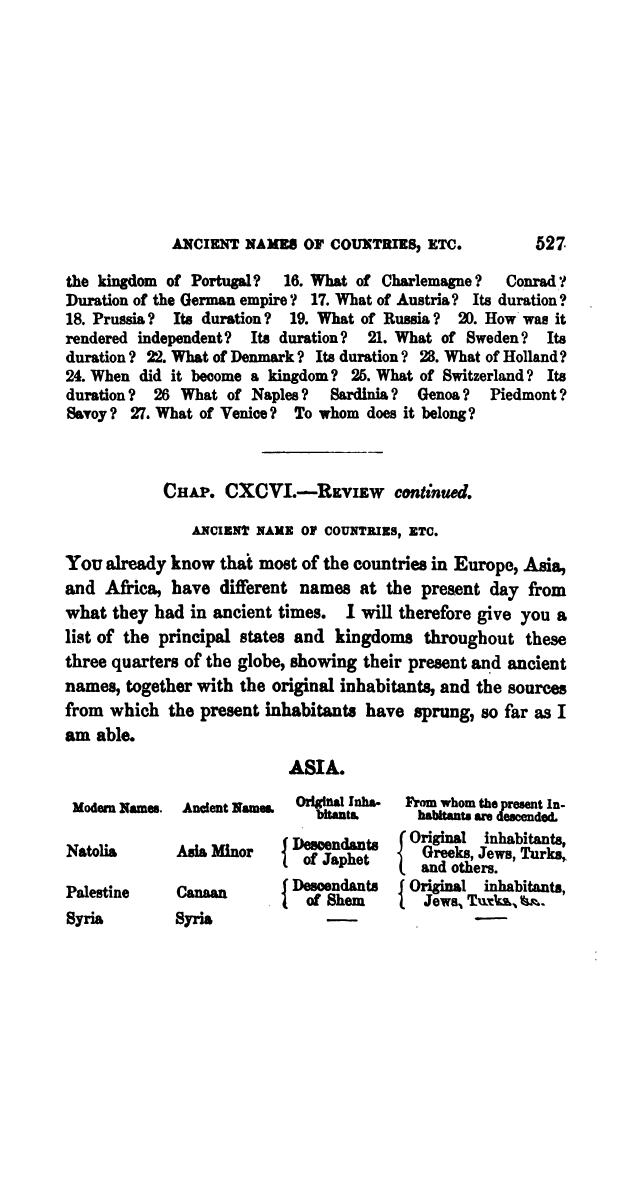 ANCIENT NAMES OF COUNTRIES, ETC. 527
the kingdom of Portugal? 16. What of Charlemagne? Conrad?
Duration of the German empire? 17. What of Austria? Its duration?
18. Prussia? Its duration? 19. What of Russia? 20. How was it
rendered independent? Its duration? 21. What of Sweden? Its
duration? 22. What of Denmark? Its duration? 23. What of Holland?
24. When did it become a kingdom? 25. What of Switzerland? Its
duration? 26 What of Naples? Sardinia? Genoa? Piedmont?
Savoy? 27. What of Venice? To whom does it belong?
CHAP. CXCVI.—REVIEW continued.
ANCIENT NAME OF COUNTRIES, ETC.
YOU already know that most of the countries in Europe, Asia,
and Africa, have different names at the present day from
what they had in ancient times. I will therefore give you a
list of the principal states and kingdoms throughout these
three quarters of the globe, showing their present and ancient
names, together with the original inhabitants, and the sources
from which the present inhabitants have sprung, so far as I
am able.
ASIA.
Modern Names. Ancient Names. Original Inha- From whom the present In-
bitants. habitants are descended.
Natolia Asia Minor { Descendants of Japhet { Original inhabitants,
Greeks, Jews, Turks,
and others.
Palestine Canaan { Descendants of Shem { Original inhabitants,
Jews, Turks, &c.
Syria Syria — —